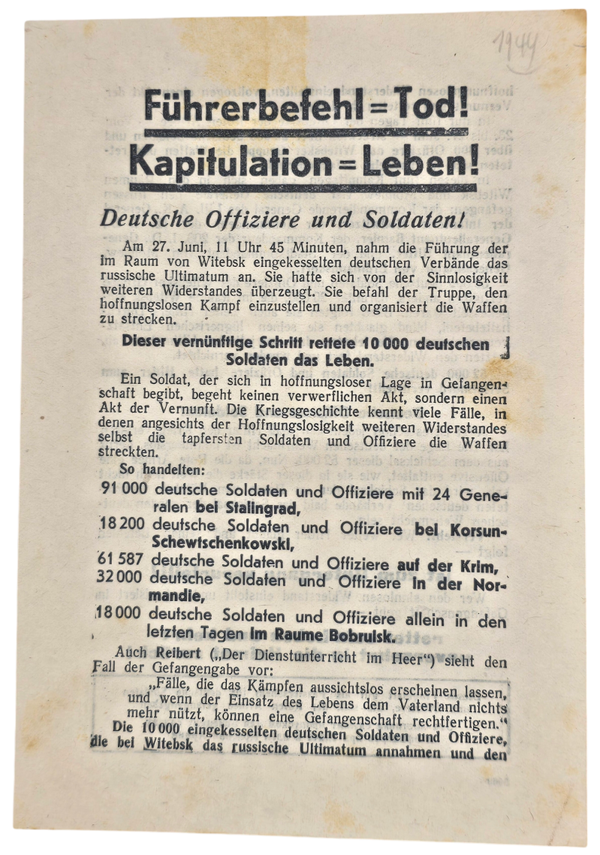 1944
Führerbefehl = Tod!
Kapitulation = Leben!
Deutsche Offiziere und Soldaten!
Am 27. Juni, 11 Uhr 45 Minuten, nahm die Führung der
im Raum von Witebsk eingekesselten deutschen Verbände das
russische Ultimatum an. Sie hatte sich von der Sinnlosigkeit
weiteren Widerstandes überzeugt. Sie befahl der Truppe, den
hoffnungslosen Kampf einzustellen und organisiert die Waffen
zu strecken.
Dieser vernünftige Schritt rettete 10 000 deutschen
Soldaten das Leben.
Ein Soldat, der sich in hoffnungsloser Lage in Gefangen-
schaft begibt, begeht keinen verwerflichen Akt, sondern einen
Akt der Vernunft. Die Kriegsgeschichte kennt viele Fälle, in
denen angesichts der Hoffnungslosigkeit weiteren Widerstandes
selbst die tapfersten Soldaten und Offiziere die Waffen
streckten.
So handelten:
91 000 deutsche Soldaten und Offiziere mit 24 Gene-
ralen bei Stalingrad,
18 200 deutsche Soldaten und Offiziere bei Korsun-
Schewtschenkowski,
61 587 deutsche Soldaten und Offiziere auf der Krim,
32 000 deutsche Soldaten und Offiziere in der Nor-
mandie,
18 000 deutsche Soldaten und Offiziere allein in den
letzten Tagen im Raume Bobruisk.
Auch Reibert („Der Dienstunterricht im Heer“) sieht den
Fall der Gefangengabe vor:
„Fälle, die das Kämpfen aussichtslos erscheinen lassen,
und wenn der Einsatz des Lebens dem Vaterland nichts
mehr nützt, können eine Gefangenschaft rechtfertigen.“
Die 10 000 eingekesselten deutschen Soldaten und Offiziere,
die bei Witebsk das russische Ultimatum annahmen und den